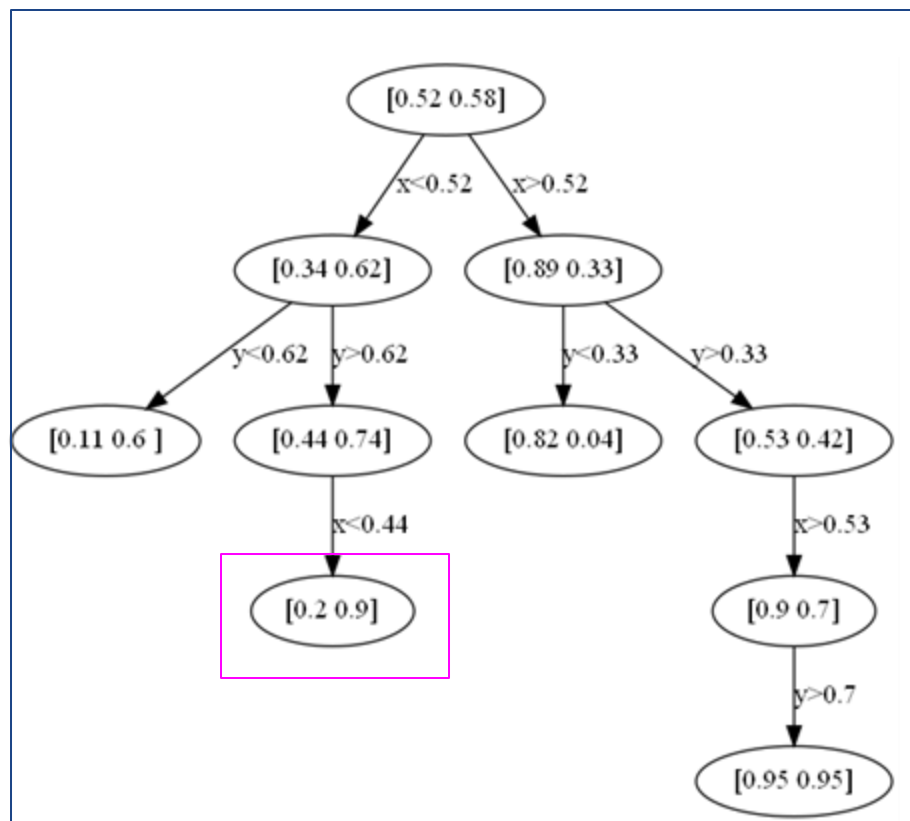 [0.52 0.58]
x<0.52
x>0.52
[0.34 0.62]
[0.89 0.33]
y<0.62
y>0.62
y<0.33
y>0.33
[0.11 0.6 ]
[0.44 0.74]
[0.82 0.04]
[0.53 0.42]
x<0.44
x>0.53
[0.2 0.9]
[0.9 0.7]
y>0.7
[0.95 0.95]